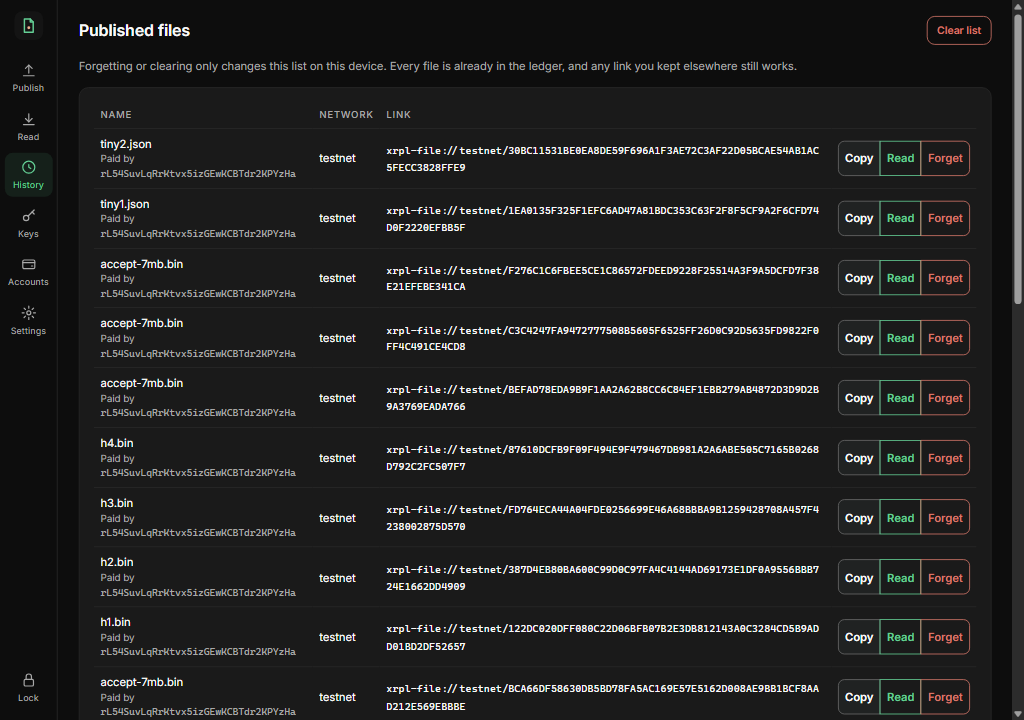 Published files
Clear list
Forgetting or clearing only changes this list on this device. Every file is already in the ledger, and any link you kept elsewhere still works.
Publish
Read
History
Keys
Accounts
Settings
Lock
NAME NETWORK LINK
tiny2.json
Paid by
rL54SuvLqRrKtvx5izGEwKCBTdr2KPYzHa
testnet
xrpl-file://testnet/30BC11531BE0EA8DE59F696A1F3AE72C3AF22D05BCAE54AB1AC
5FECC3828FFE9
Copy Read Forget
tiny1.json
Paid by
rL54SuvLqRrKtvx5izGEwKCBTdr2KPYzHa
testnet
xrpl-file://testnet/1EA0135F325F1EFC6AD47A81BDC353C63F2F8F5CF9A2F6CFD74
D0F2220EFBB5F
Copy Read Forget
accept-7mb.bin
Paid by
rL54SuvLqRrKtvx5izGEwKCBTdr2KPYzHa
testnet
xrpl-file://testnet/F276C1C6FBEE5CE1C86572FDEED9228F25514A3F9A5DCFD7F38
E21EFEBE341CA
Copy Read Forget
accept-7mb.bin
Paid by
rL54SuvLqRrKtvx5izGEwKCBTdr2KPYzHa
testnet
xrpl-file://testnet/C3C4247FA9472777508B5605F6525FF26D0C92D5635FD9822F0
FF4C491CE4CD8
Copy Read Forget
accept-7mb.bin
Paid by
rL54SuvLqRrKtvx5izGEwKCBTdr2KPYzHa
testnet
xrpl-file://testnet/BEFAD78EDA9B9F1AA2A62B8CC6C84EF1EBB279AB4872D3D9D2B
9A3769EADA766
Copy Read Forget
h4.bin
Paid by
rL54SuvLqRrKtvx5izGEwKCBTdr2KPYzHa
testnet
xrpl-file://testnet/87610DCFB9F09F494E9F479467DB981A2A6ABE505C7165B0268
D792C2FC507F7
Copy Read Forget
h3.bin
Paid by
rL54SuvLqRrKtvx5izGEwKCBTdr2KPYzHa
testnet
xrpl-file://testnet/FD764ECA44A04FDE0256699E46A68BBBA9B1259428708A457F4
238002875D570
Copy Read Forget
h2.bin
Paid by
rL54SuvLqRrKtvx5izGEwKCBTdr2KPYzHa
testnet
xrpl-file://testnet/387D4EB80BA600C99D0C97FA4C4144AD69173E1DF0A9556BBB7
24E1662DD4909
Copy Read Forget
h1.bin
Paid by
rL54SuvLqRrKtvx5izGEwKCBTdr2KPYzHa
testnet
xrpl-file://testnet/122DC020DFF080C22D06BFB07B2E3DB812143A0C3284CD5B9AD
D01BD2DF52657
Copy Read Forget
accept-7mb.bin
Paid by
rL54SuvLqRrKtvx5izGEwKCBTdr2KPYzHa
testnet
xrpl-file://testnet/BCA66DF58630DB5BD78FA5AC169E57E5162D008AE9BB1BCF8AA
D212E569EBBBE
Copy Read Forget